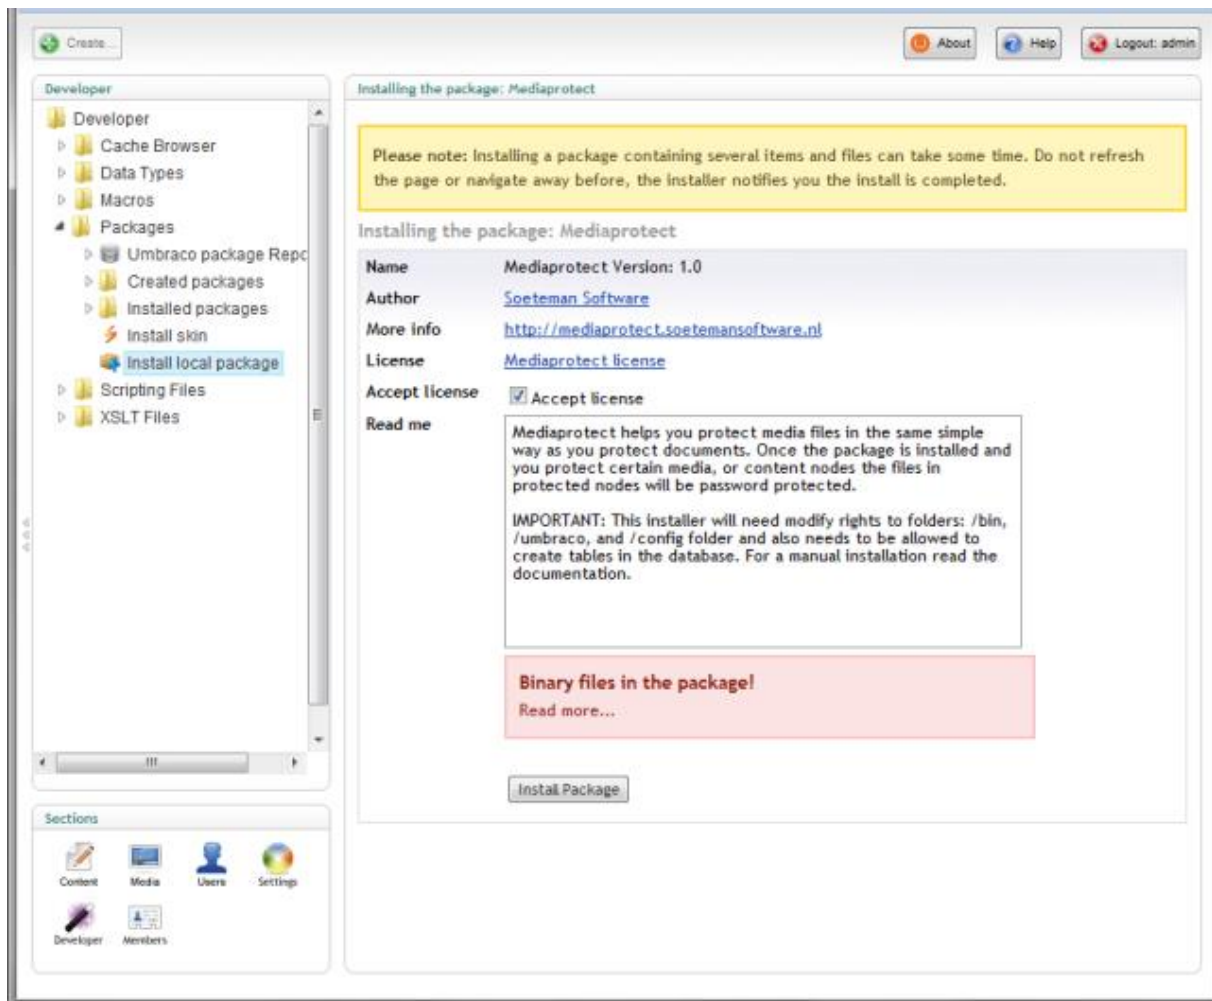 Create...
About
Help
Logout: admin
Developer
Developer
Cache Browser
Data Types
Macros
Packages
Umbraco package Repo
Created packages
Installed packages
Install skin
Install local package
Scripting Files
XSLT Files
Sections
Content
Media
Users
Settings
Developer
Members
Installing the package: Mediaprotect
Please note: Installing a package containing several items and files can take some time. Do not refresh
the page or navigate away before, the installer notifies you the install is completed.
Installing the package: Mediaprotect
Name Mediaprotect Version: 1.0
Author Soeteman Software
More info http://mediaprotect.soetemansoftware.nl
License Mediaprotect license
Accept license Accept license
Read me
Mediaprotect helps you protect media files in the same simple
way as you protect documents. Once the package is installed and
you protect certain media, or content nodes the files in
protected nodes will be password protected.
IMPORTANT: This installer will need modify rights to folders: /bin,
/umbraco, and /config folder and also needs to be allowed to
create tables in the database. For a manual installation read the
documentation.
Binary files in the package!
Read more...
Install Package